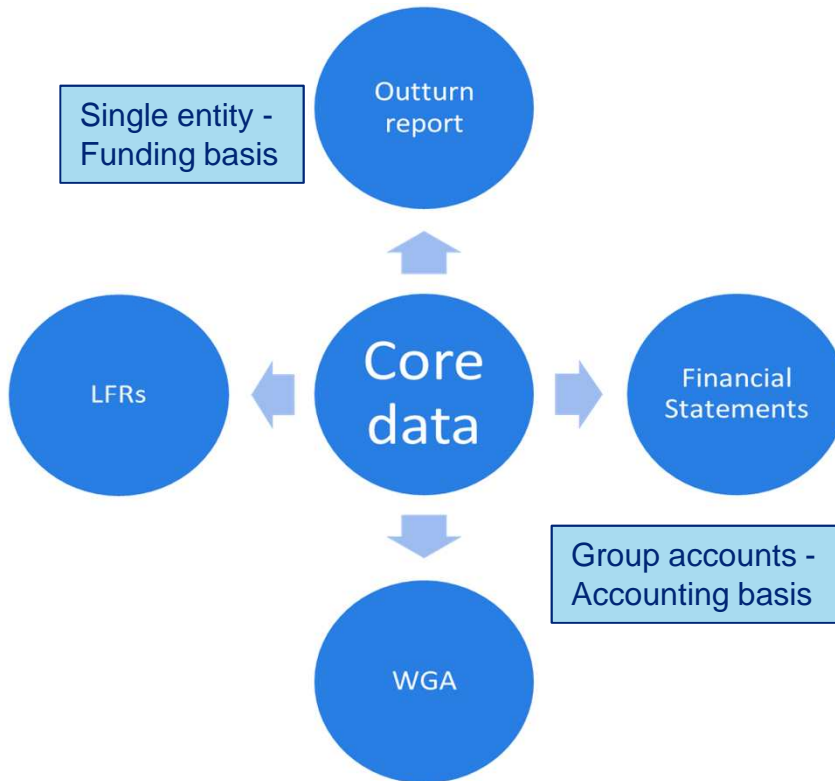 Outturn
report
Single entity -
Funding basis
LFRs
Core
data
Financial
Statements
Group accounts -
Accounting basis
WGA